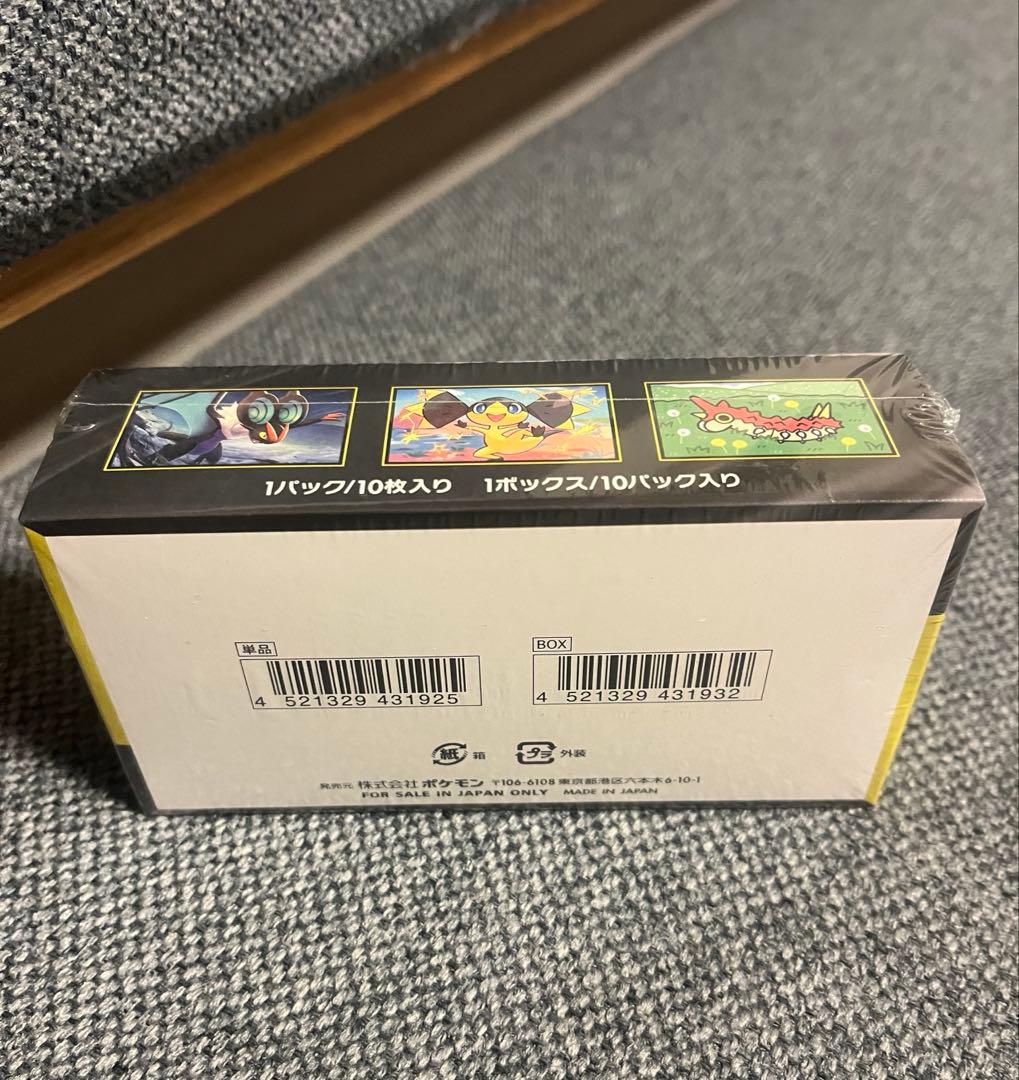 1パック/10枚入り 1ボックス/10パック入り
単品
4 521329 431925
BOX
4 521329 431932
紙 箱 プラ 外装
発売元 株式会社ポケモン 〒106-6108 東京都港区六本木6-10-1
FOR SALE IN JAPAN ONLY MADE IN JAPAN